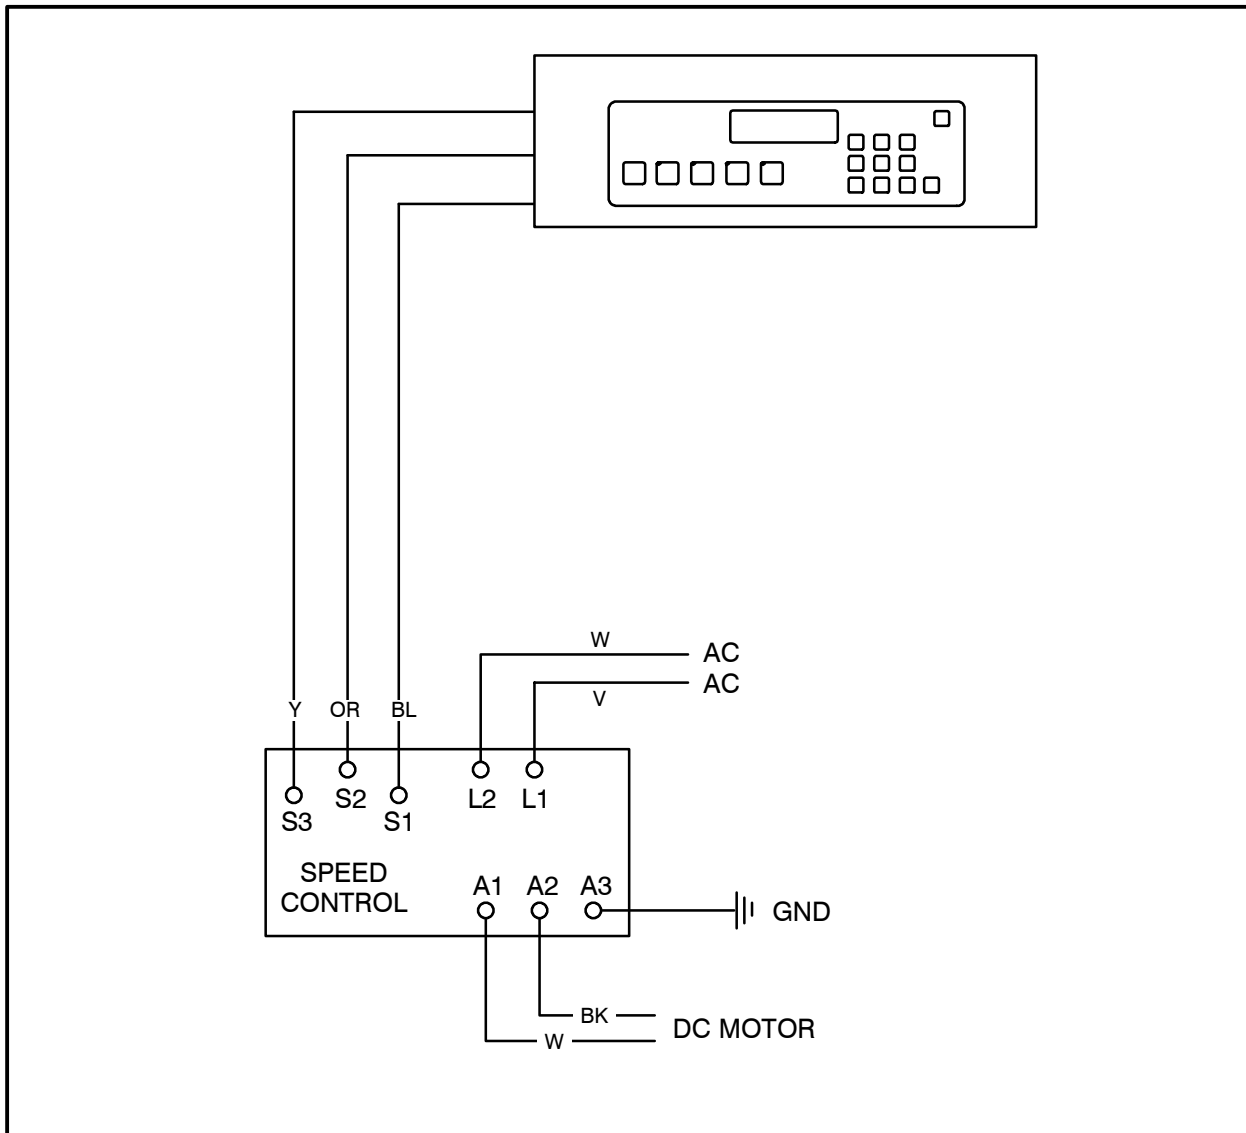 W
AC
AC
V
Y OR BL
S3 S2 S1 L2 L1
SPEED
CONTROL
A1 A2 A3
GND
BK
DC MOTOR
W